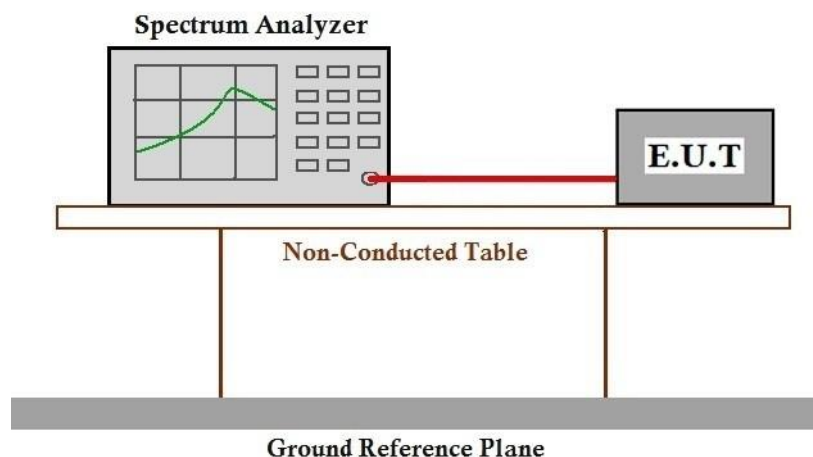 Spectrum Analyzer
E.U.T
Non-Conducted Table
Ground Reference Plane